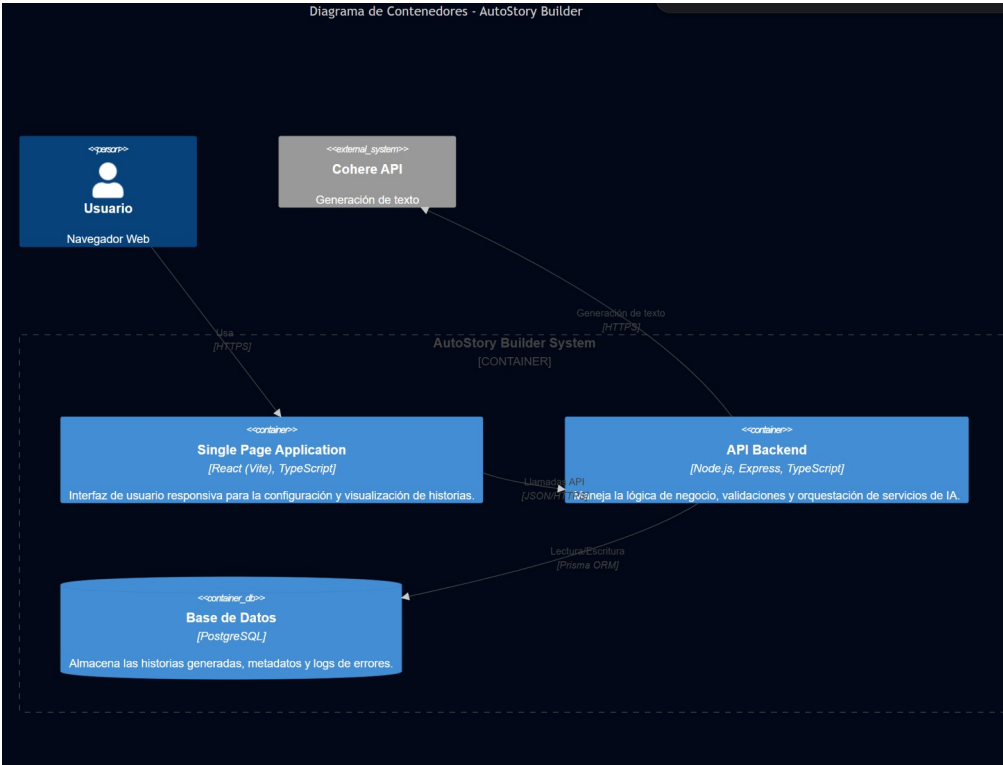 Diagrama de Contenedores - AutoStory Builder
<<person>>
Usuario
Navegador Web
<<external_system>>
Cohere API
Generación de texto
Usa
[HTTPS]
Generación de texto
[HTTPS]
AutoStory Builder System
[CONTAINER]
<<container>>
Single Page Application
[React (Vite), TypeScript]
Interfaz de usuario responsiva para la configuración y visualización de historias.
Llamadas API
[JSON/HTTPS]
<<container>>
API Backend
[Node.js, Express, TypeScript]
Maneja la lógica de negocio, validaciones y orquestación de servicios de IA.
Lectura/Escritura
[Prisma ORM]
<<container_db>>
Base de Datos
[PostgreSQL]
Almacena las historias generadas, metadatos y logs de errores.